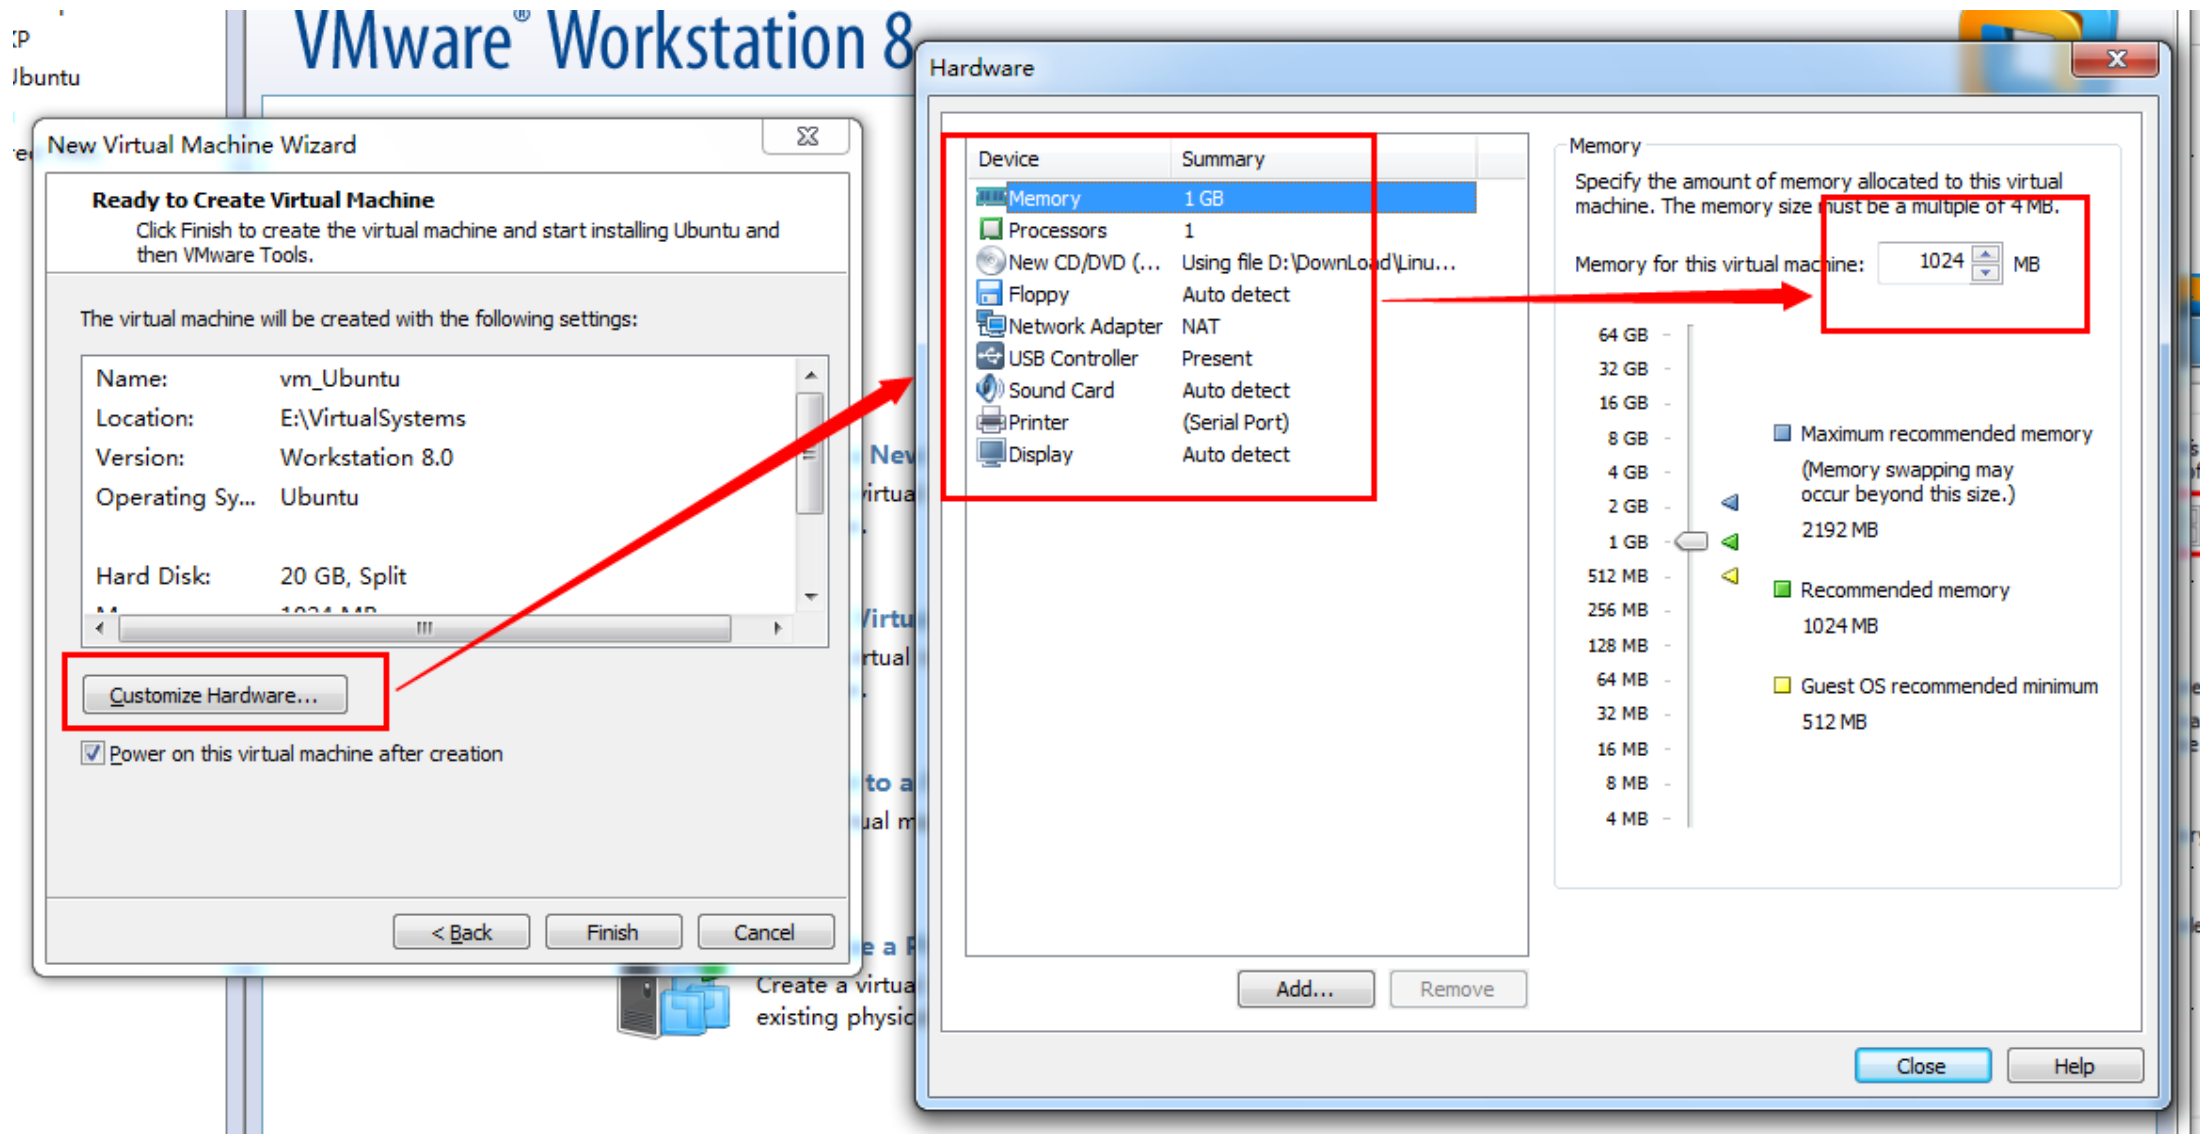 VMware® Workstation 8
Ubuntu
New Virtual Machine Wizard
Ready to Create Virtual Machine
Click Finish to create the virtual machine and start installing Ubuntu and
then VMware Tools.
The virtual machine will be created with the following settings:
Name: vm_Ubuntu
Location: E:\VirtualSystems
Version: Workstation 8.0
Operating Sy... Ubuntu
Hard Disk: 20 GB, Split
1024 MB
Customize Hardware...
Power on this virtual machine after creation
< Back Finish Cancel
New
to a
e a
Create a virtua
existing physic
Hardware
Device Summary
Memory 1 GB
Processors 1
New CD/DVD (... Using file D:\DownLoad\Linu...
Floppy Auto detect
Network Adapter NAT
USB Controller Present
Sound Card Auto detect
Printer (Serial Port)
Display Auto detect
Add... Remove
Memory
Specify the amount of memory allocated to this virtual
machine. The memory size must be a multiple of 4 MB.
Memory for this virtual machine: 1024 MB
64 GB
32 GB
16 GB
8 GB
4 GB
2 GB
1 GB
512 MB
256 MB
128 MB
64 MB
32 MB
16 MB
8 MB
4 MB
Maximum recommended memory
(Memory swapping may
occur beyond this size.)
2192 MB
Recommended memory
1024 MB
Guest OS recommended minimum
512 MB
Close Help